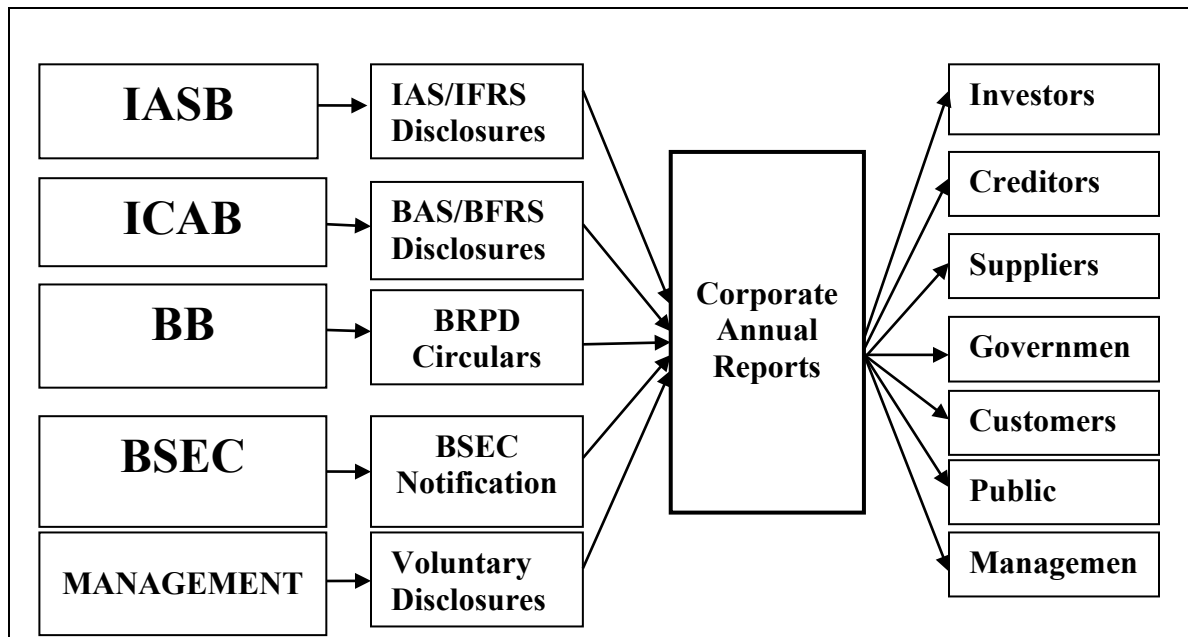 IASB
IAS/IFRS
Disclosures
ICAB
BAS/BFRS
Disclosures
BB
BRPD
Circulars
BSEC
BSEC
Notification
MANAGEMENT
Voluntary
Disclosures
Corporate
Annual
Reports
Investors
Creditors
Suppliers
Governmen
Customers
Public
Managemen